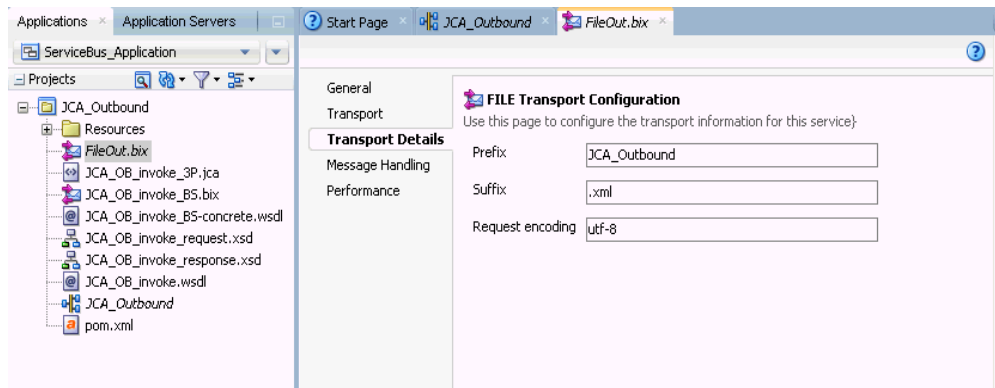 Applications
Application Servers
ServiceBus_Application
Projects
JCA_Outbound
Resources
FileOut.bix
JCA_OB_invoke_3P.jca
JCA_OB_invoke_BS.bix
JCA_OB_invoke_BS-concrete.wsdl
JCA_OB_invoke_request.xsd
JCA_OB_invoke_response.xsd
JCA_OB_invoke.wsdl
JCA_Outbound
pom.xml
Start Page
JCA_Outbound
FileOut.bix
General
Transport
Transport Details
Message Handling
Performance
FILE Transport Configuration
Use this page to configure the transport information for this service}
Prefix JCA_Outbound
Suffix .xml
Request encoding utf-8